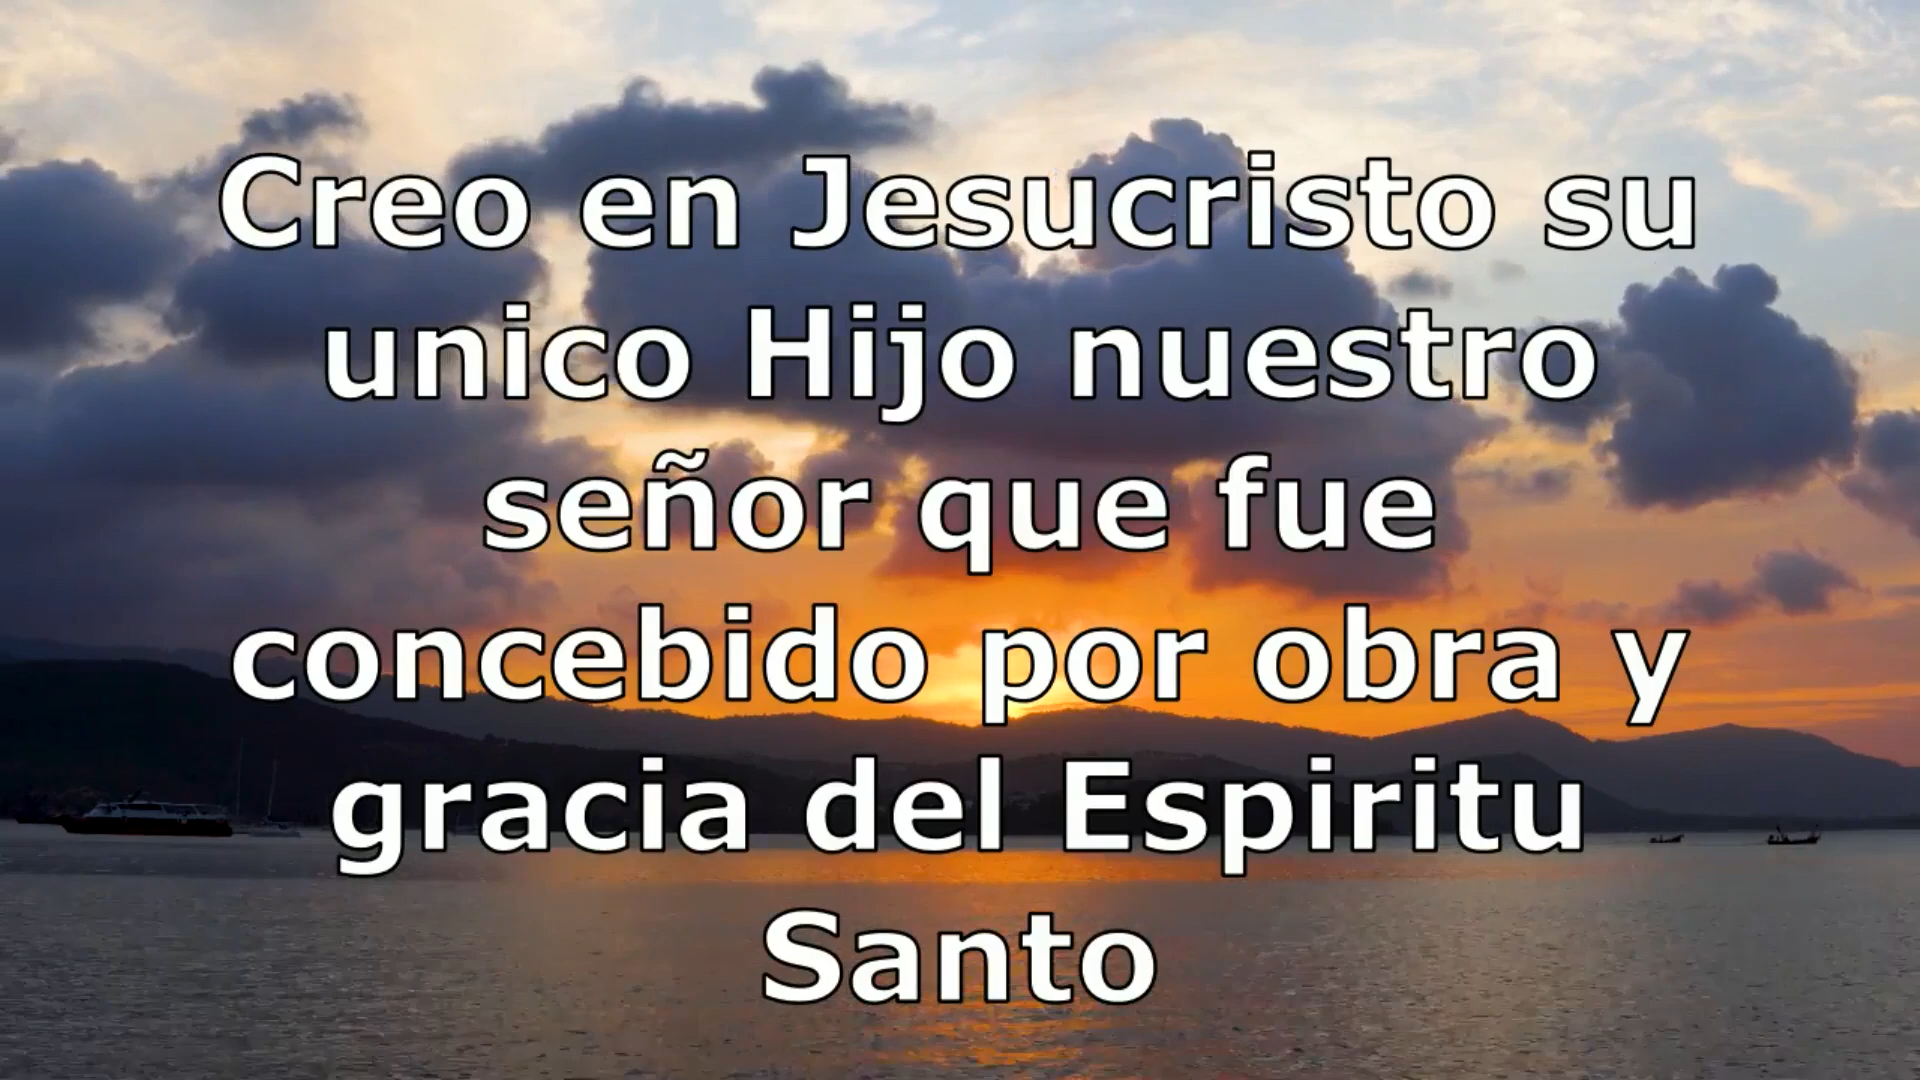 Creo en Jesucristo su
unico Hijo nuestro
señor que fue
concebido por obra y
gracia del Espiritu
Santo